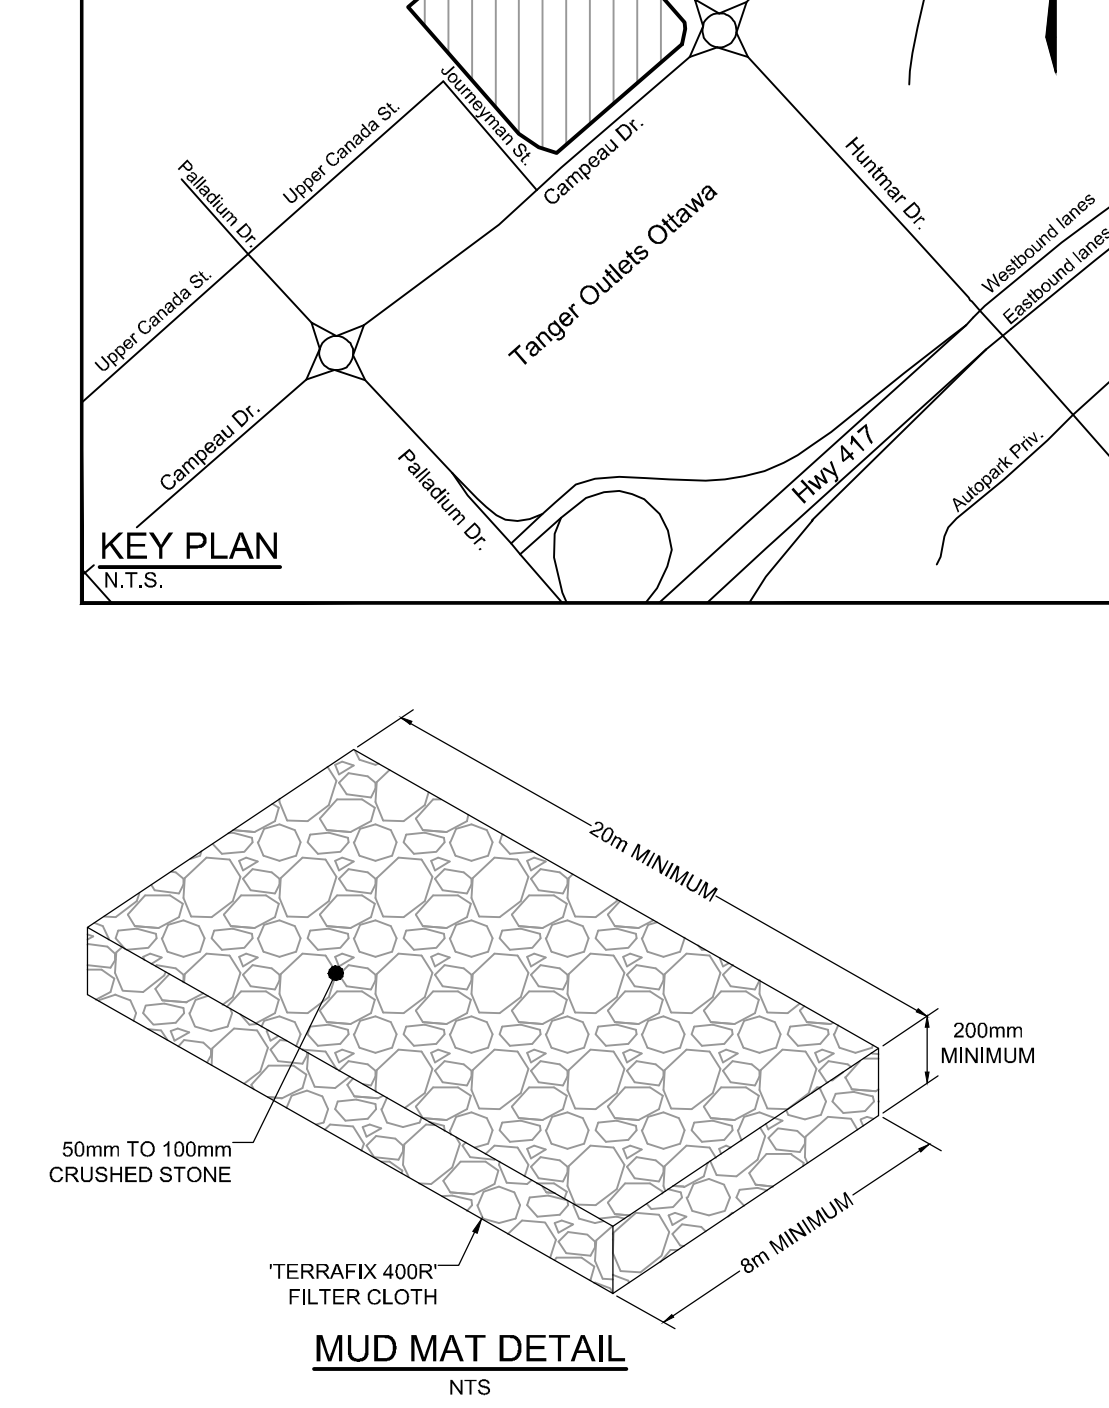 Journeyman St.
Upper Canada St.
Campeau Dr.
Palladium Dr.
Huntmar Dr.
Tanger Outlets Ottawa
Westbound lanes
Eastbound lanes
Upper Canada St.
Campeau Dr.
Palladium Dr.
Hwy 417
Autopark Priv.
KEY PLAN
N.T.S.
20m MINIMUM
200mm
MINIMUM
50mm TO 100mm
CRUSHED STONE
8m MINIMUM
'TERRAFIX 400R'
FILTER CLOTH
MUD MAT DETAIL
NTS